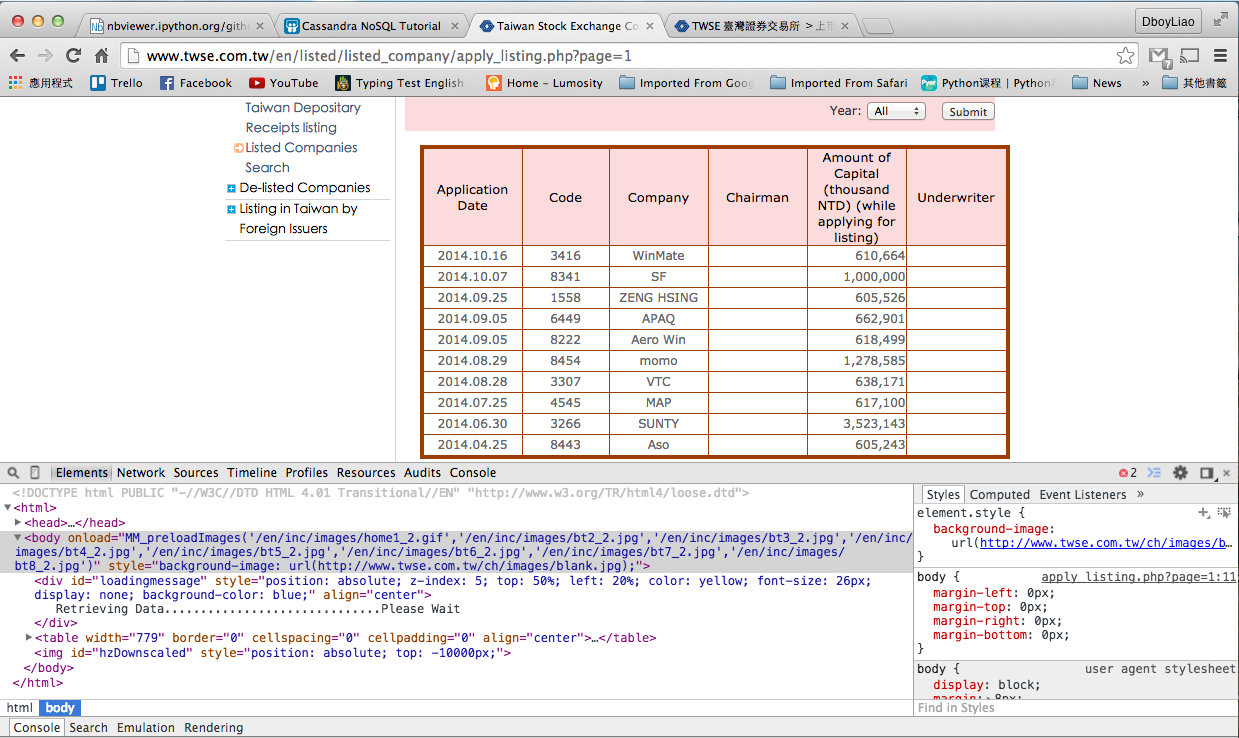 nbviewer.ipython.org/gith
Cassandra NoSQL Tutorial
Taiwan Stock Exchange Co
TWSE 臺灣證券交易所 > 上市
DboyLiao
www.twse.com.tw/en/listed/listed_company/apply_listing.php?page=1
應用程式 Trello Facebook YouTube Typing Test English Home - Lumosity Imported From Goog Imported From Safari Python课程 | Python News » 其他書籤
Taiwan Depositary
Receipts listing
Listed Companies
Search
De-listed Companies
Listing in Taiwan by
Foreign Issuers
Year: All Submit
Application Date Code Company Chairman Amount of Capital (thousand NTD) (while applying for listing) Underwriter
2014.10.16 3416 WinMate 610,664
2014.10.07 8341 SF 1,000,000
2014.09.25 1558 ZENG HSING 605,526
2014.09.05 6449 APAQ 662,901
2014.09.05 8222 Aero Win 618,499
2014.08.29 8454 momo 1,278,585
2014.08.28 3307 VTC 638,171
2014.07.25 4545 MAP 617,100
2014.06.30 3266 SUNTY 3,523,143
2014.04.25 8443 Aso 605,243
Elements Network Sources Timeline Profiles Resources Audits Console 2
<!DOCTYPE html PUBLIC "-//W3C//DTD HTML 4.01 Transitional//EN" "http://www.w3.org/TR/html4/loose.dtd">
<html>
<head>…</head>
<body onload="MM_preloadImages('/en/inc/images/home1_2.gif','/en/inc/images/bt2_2.jpg','/en/inc/images/bt3_2.jpg','/en/inc/
images/bt4_2.jpg','/en/inc/images/bt5_2.jpg','/en/inc/images/bt6_2.jpg','/en/inc/images/bt7_2.jpg','/en/inc/images/
bt8_2.jpg')" style="background-image: url(http://www.twse.com.tw/ch/images/blank.jpg);">
<div id="loadingmessage" style="position: absolute; z-index: 5; top: 50%; left: 20%; color: yellow; font-size: 26px;
display: none; background-color: blue;" align="center">
Retrieving Data.............................Please Wait
</div>
<table width="779" border="0" cellspacing="0" cellpadding="0" align="center">…</table>
<img id="hzDownscaled" style="position: absolute; top: -10000px;">
</body>
</html>
html body
Console Search Emulation Rendering
Styles Computed Event Listeners »
element.style {
background-image:
url(http://www.twse.com.tw/ch/images/b…
}
body { apply_listing.php?page=1:11
margin-left: 0px;
margin-top: 0px;
margin-right: 0px;
margin-bottom: 0px;
}
body { user agent stylesheet
display: block;
margin: 8px;
Find in Styles